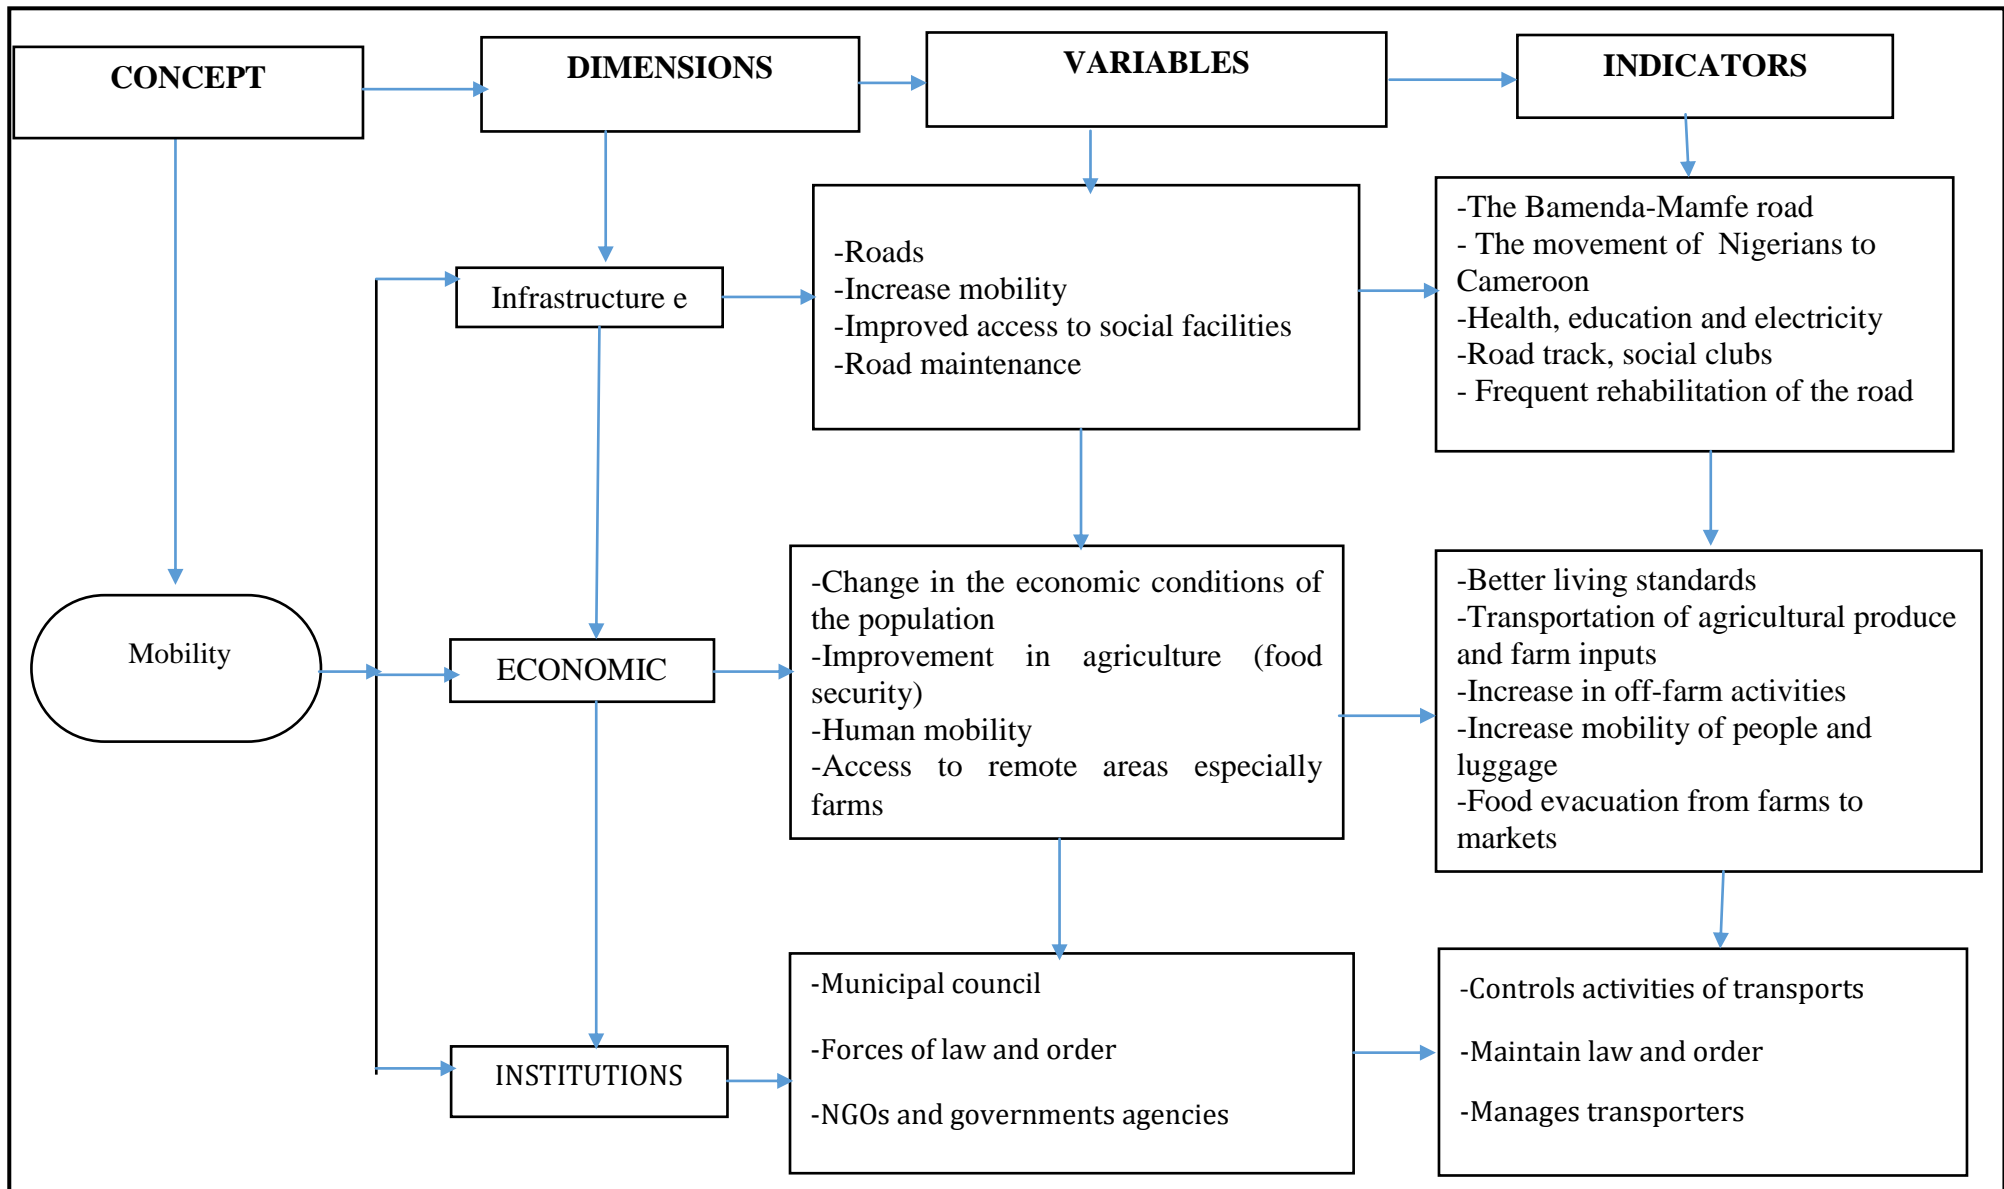 CONCEPT
DIMENSIONS
VARIABLES
INDICATORS
Mobility
Infrastructure e
-Roads
-Increase mobility
-Improved access to social facilities
-Road maintenance
-The Bamenda-Mamfe road
- The movement of Nigerians to
Cameroon
-Health, education and electricity
-Road track, social clubs
- Frequent rehabilitation of the road
ECONOMIC
-Change in the economic conditions of
the population
-Improvement in agriculture (food
security)
-Human mobility
-Access to remote areas especially
farms
-Better living standards
-Transportation of agricultural produce
and farm inputs
-Increase in off-farm activities
-Increase mobility of people and
luggage
-Food evacuation from farms to
markets
INSTITUTIONS
-Municipal council
-Forces of law and order
-NGOs and governments agencies
-Controls activities of transports
-Maintain law and order
-Manages transporters